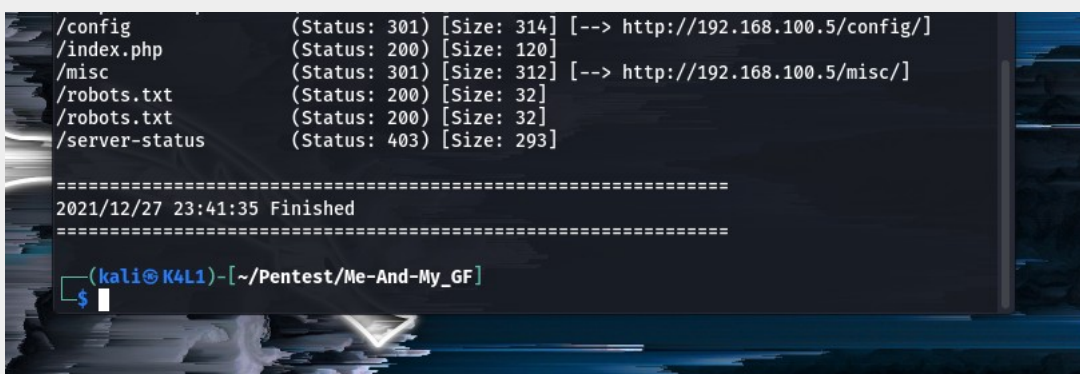 /config (Status: 301) [Size: 314] [--> http://192.168.100.5/config/]
/index.php (Status: 200) [Size: 120]
/misc (Status: 301) [Size: 312] [--> http://192.168.100.5/misc/]
/robots.txt (Status: 200) [Size: 32]
/robots.txt (Status: 200) [Size: 32]
/server-status (Status: 403) [Size: 293]
===============================================================
2021/12/27 23:41:35 Finished
===============================================================
┌──(kali㉿K4L1)-[~/Pentest/Me-And-My_GF]
└─$